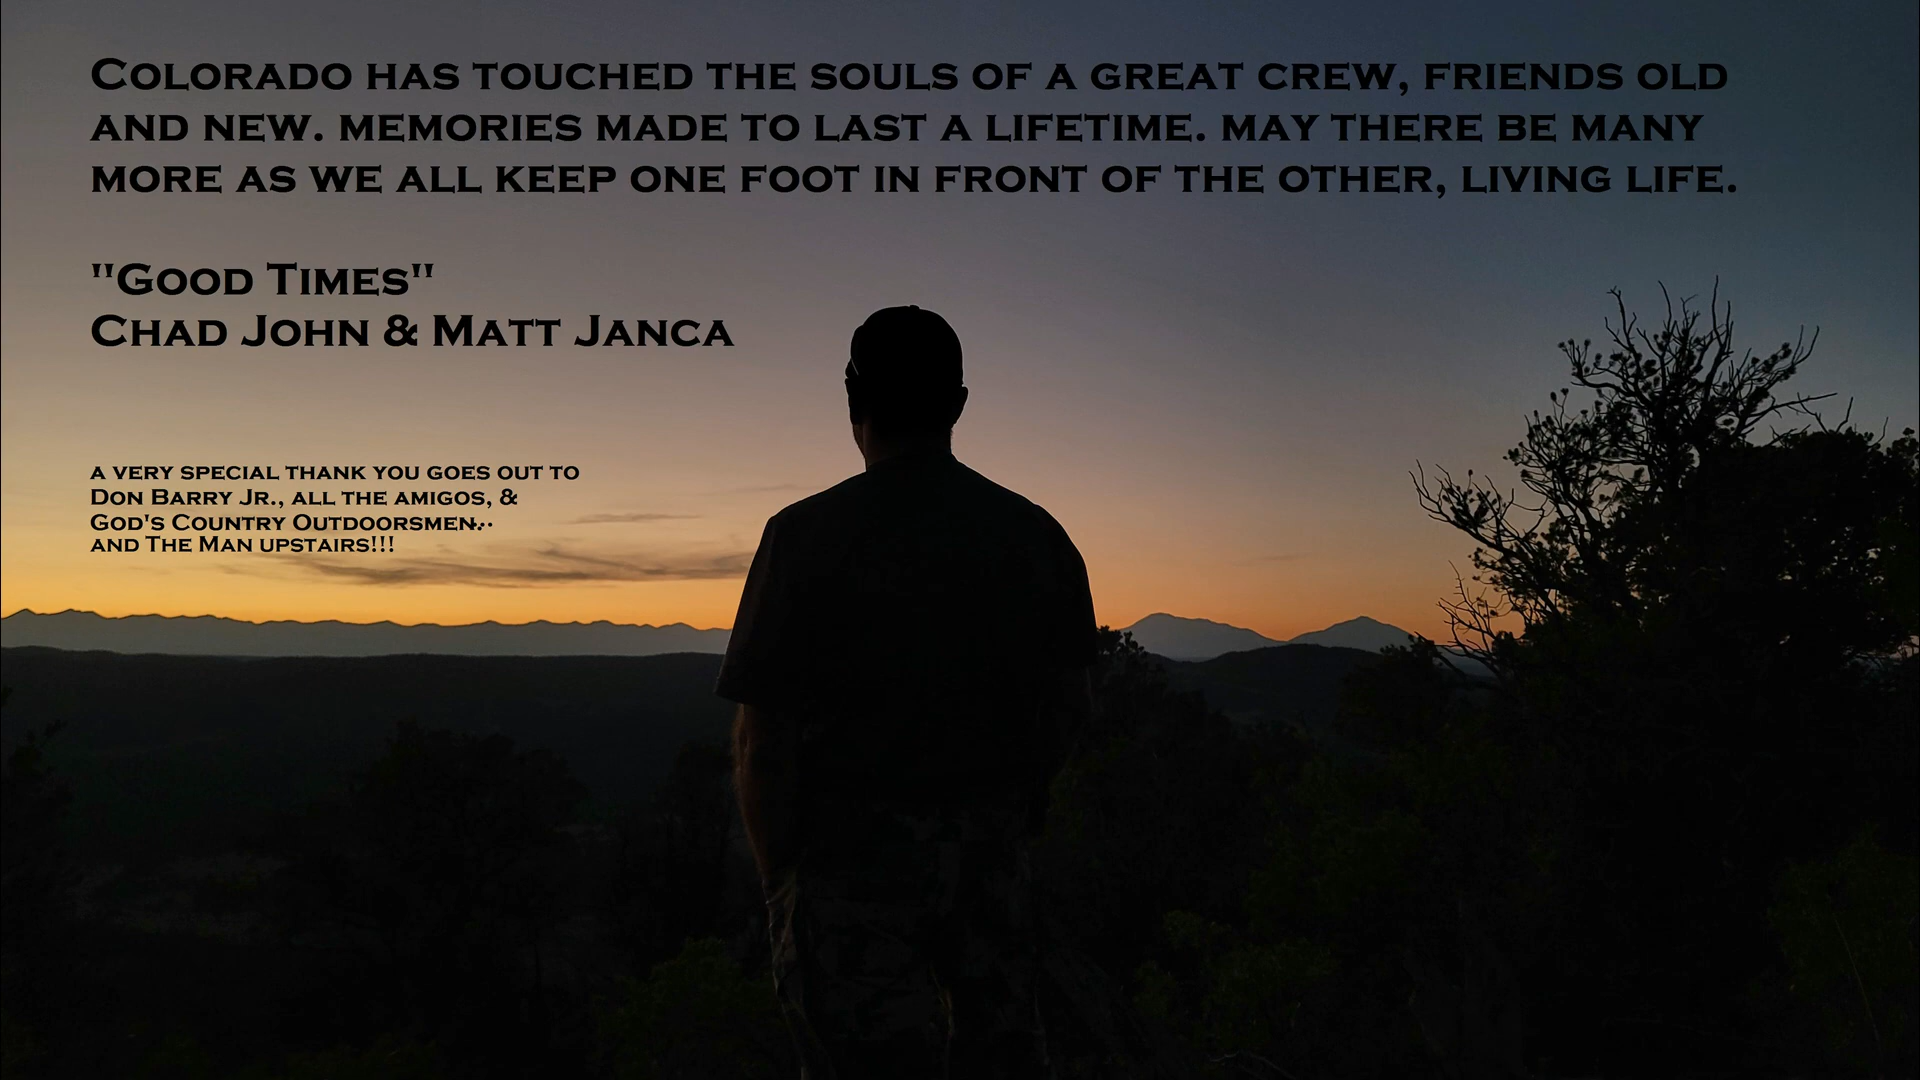 Colorado has touched the souls of a great crew, friends old
and new. Memories made to last a lifetime. May there be many
more as we all keep one foot in front of the other, living life.
"Good Times"
Chad John & Matt Janca
a very special thank you goes out to
Don Barry Jr., all the amigos, &
God's Country Outdoorsmen...
and The Man upstairs!!!